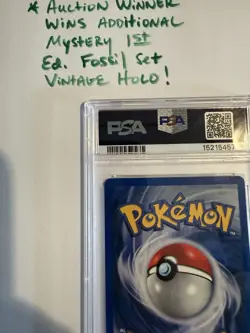 * AUCTION WINNER
WINS ADDITIONAL
MYSTERY 1ST
ED. FOSSIL SET
VINTAGE HOLO!
PSA
PSA
POKéMON